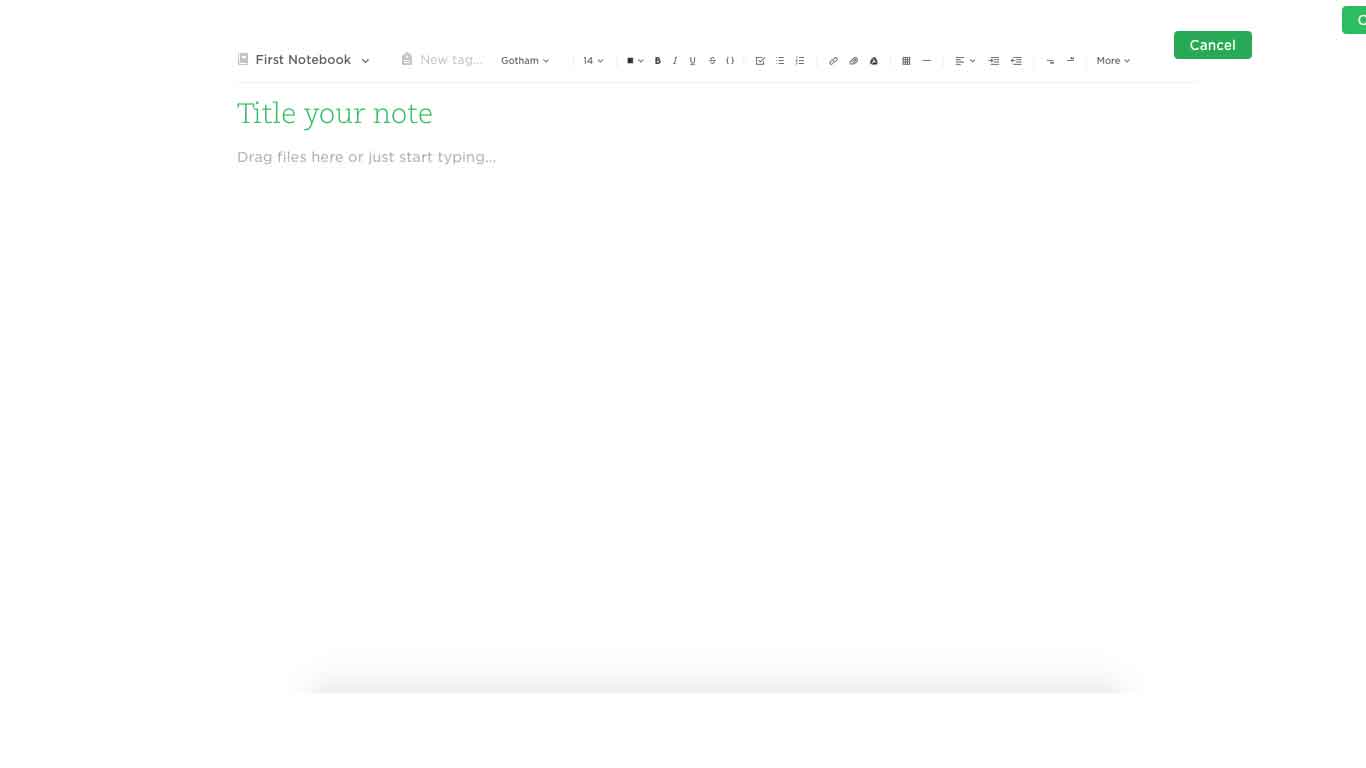 Cancel
First Notebook New tag... Gotham 14 B I U S {} More
Title your note
Drag files here or just start typing...